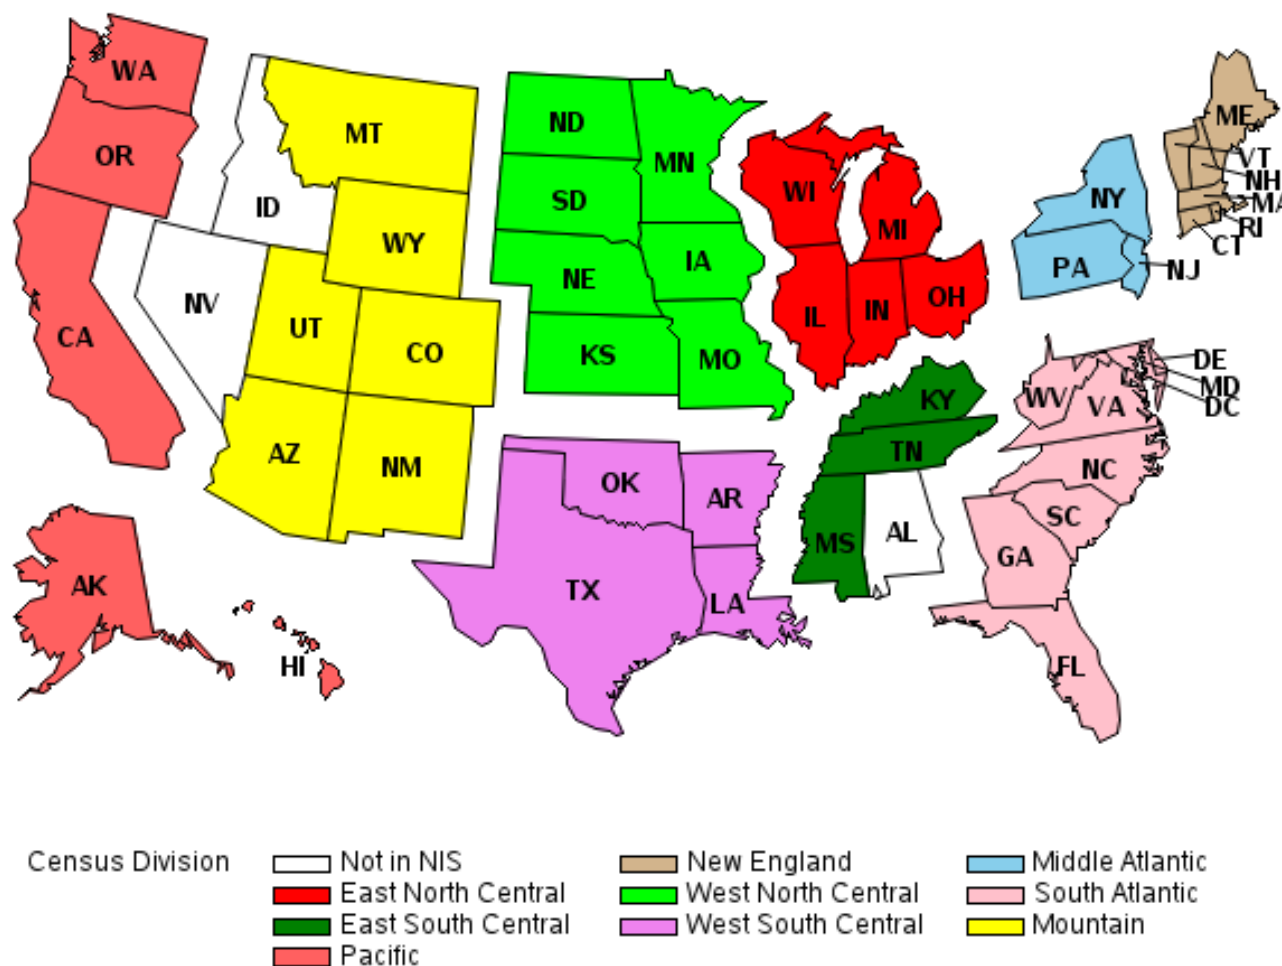 WA
MT
OR
ID
WY
NV
UT
CO
CA
AZ
NM
AK
HI
ND
MN
SD
NE
IA
KS
MO
WI
MI
IL
IN
OH
NY
PA
NJ
ME
VT
NH
MA
RI
CT
DE
MD
DC
WV
VA
KY
TN
NC
SC
GA
MS
AL
FL
OK
AR
TX
LA
Census Division
Not in NIS
New England
Middle Atlantic
East North Central
West North Central
South Atlantic
East South Central
West South Central
Mountain
Pacific